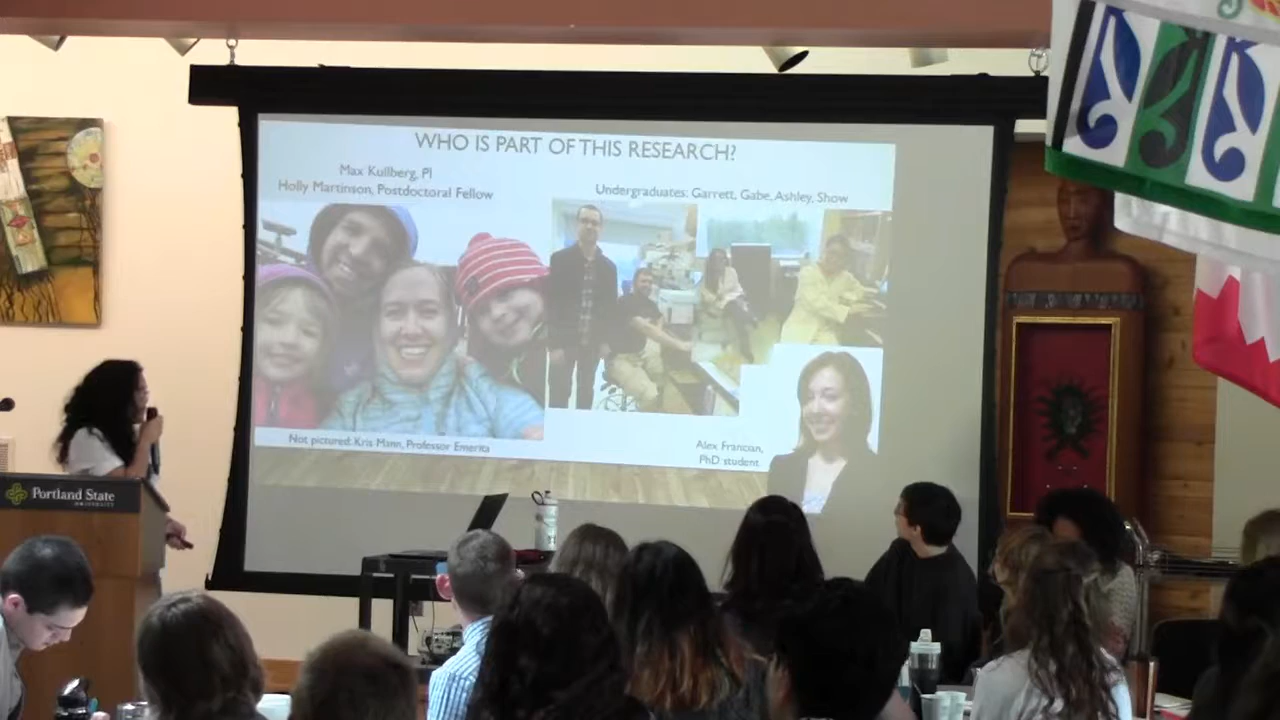 WHO IS PART OF THIS RESEARCH?
Max Kullberg, PI
Holly Martinson, Postdoctoral Fellow
Undergraduates: Garrett, Gabe, Ashley, Show
Not pictured: Kris Mann, Professor Emerita
Alex
PhD student
Portland State
UNIVERSITY